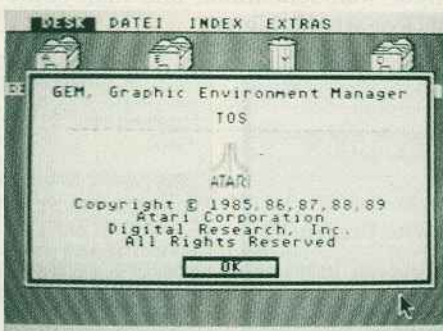 DESK DATEI INDEX EXTRAS
GEM, Graphic Environment Manager
TOS
ATARI
Copyright © 1985,86,87,88,89
Atari Corporation
Digital Research, Inc.
All Rights Reserved
OK